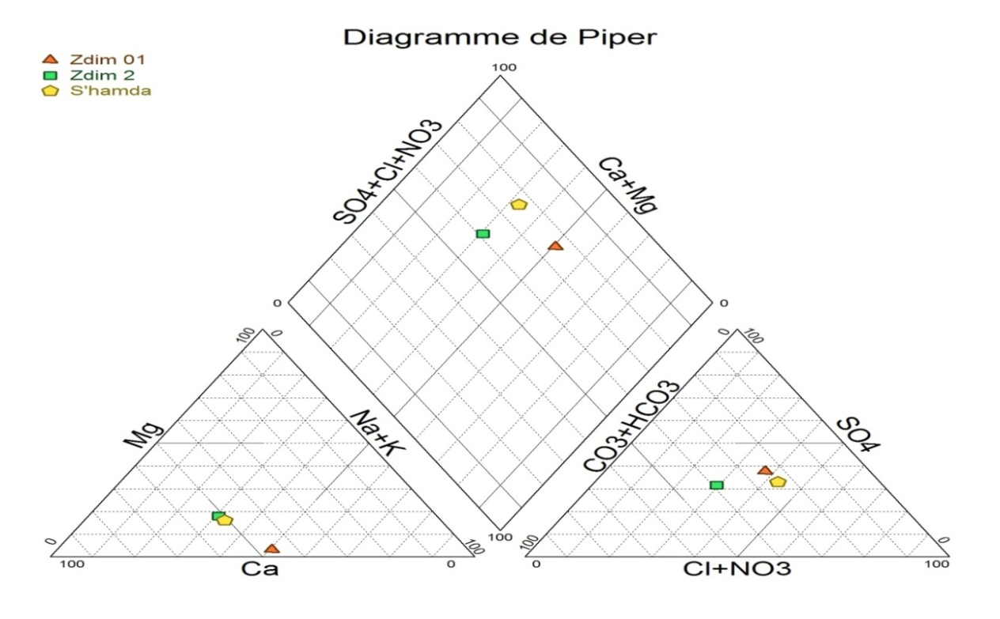 Diagramme de Piper
Zdim 01
Zdim 2
S'hamda
100
SO4+Cl+NO3
Ca+Mg
0
0
100
0
0
100
Mg
Na+K
CO3+HCO3
SO4
100
0
100
100
0
100
0
Ca
0
Cl+NO3
100